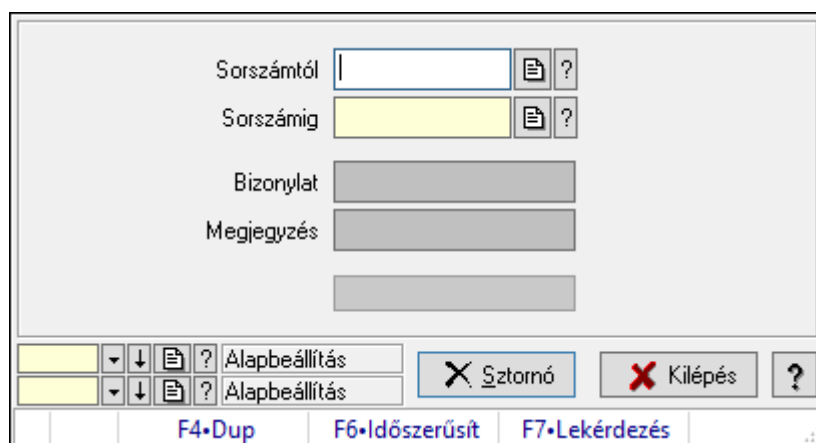 Sorszámtól ?
Sorszámig ?
Bizonylat
Megjegyzés
? Alapbeállítás
? Alapbeállítás
Sztornó Kilépés ?
F4•Dup F6•Időszerűsít F7•Lekérdezés